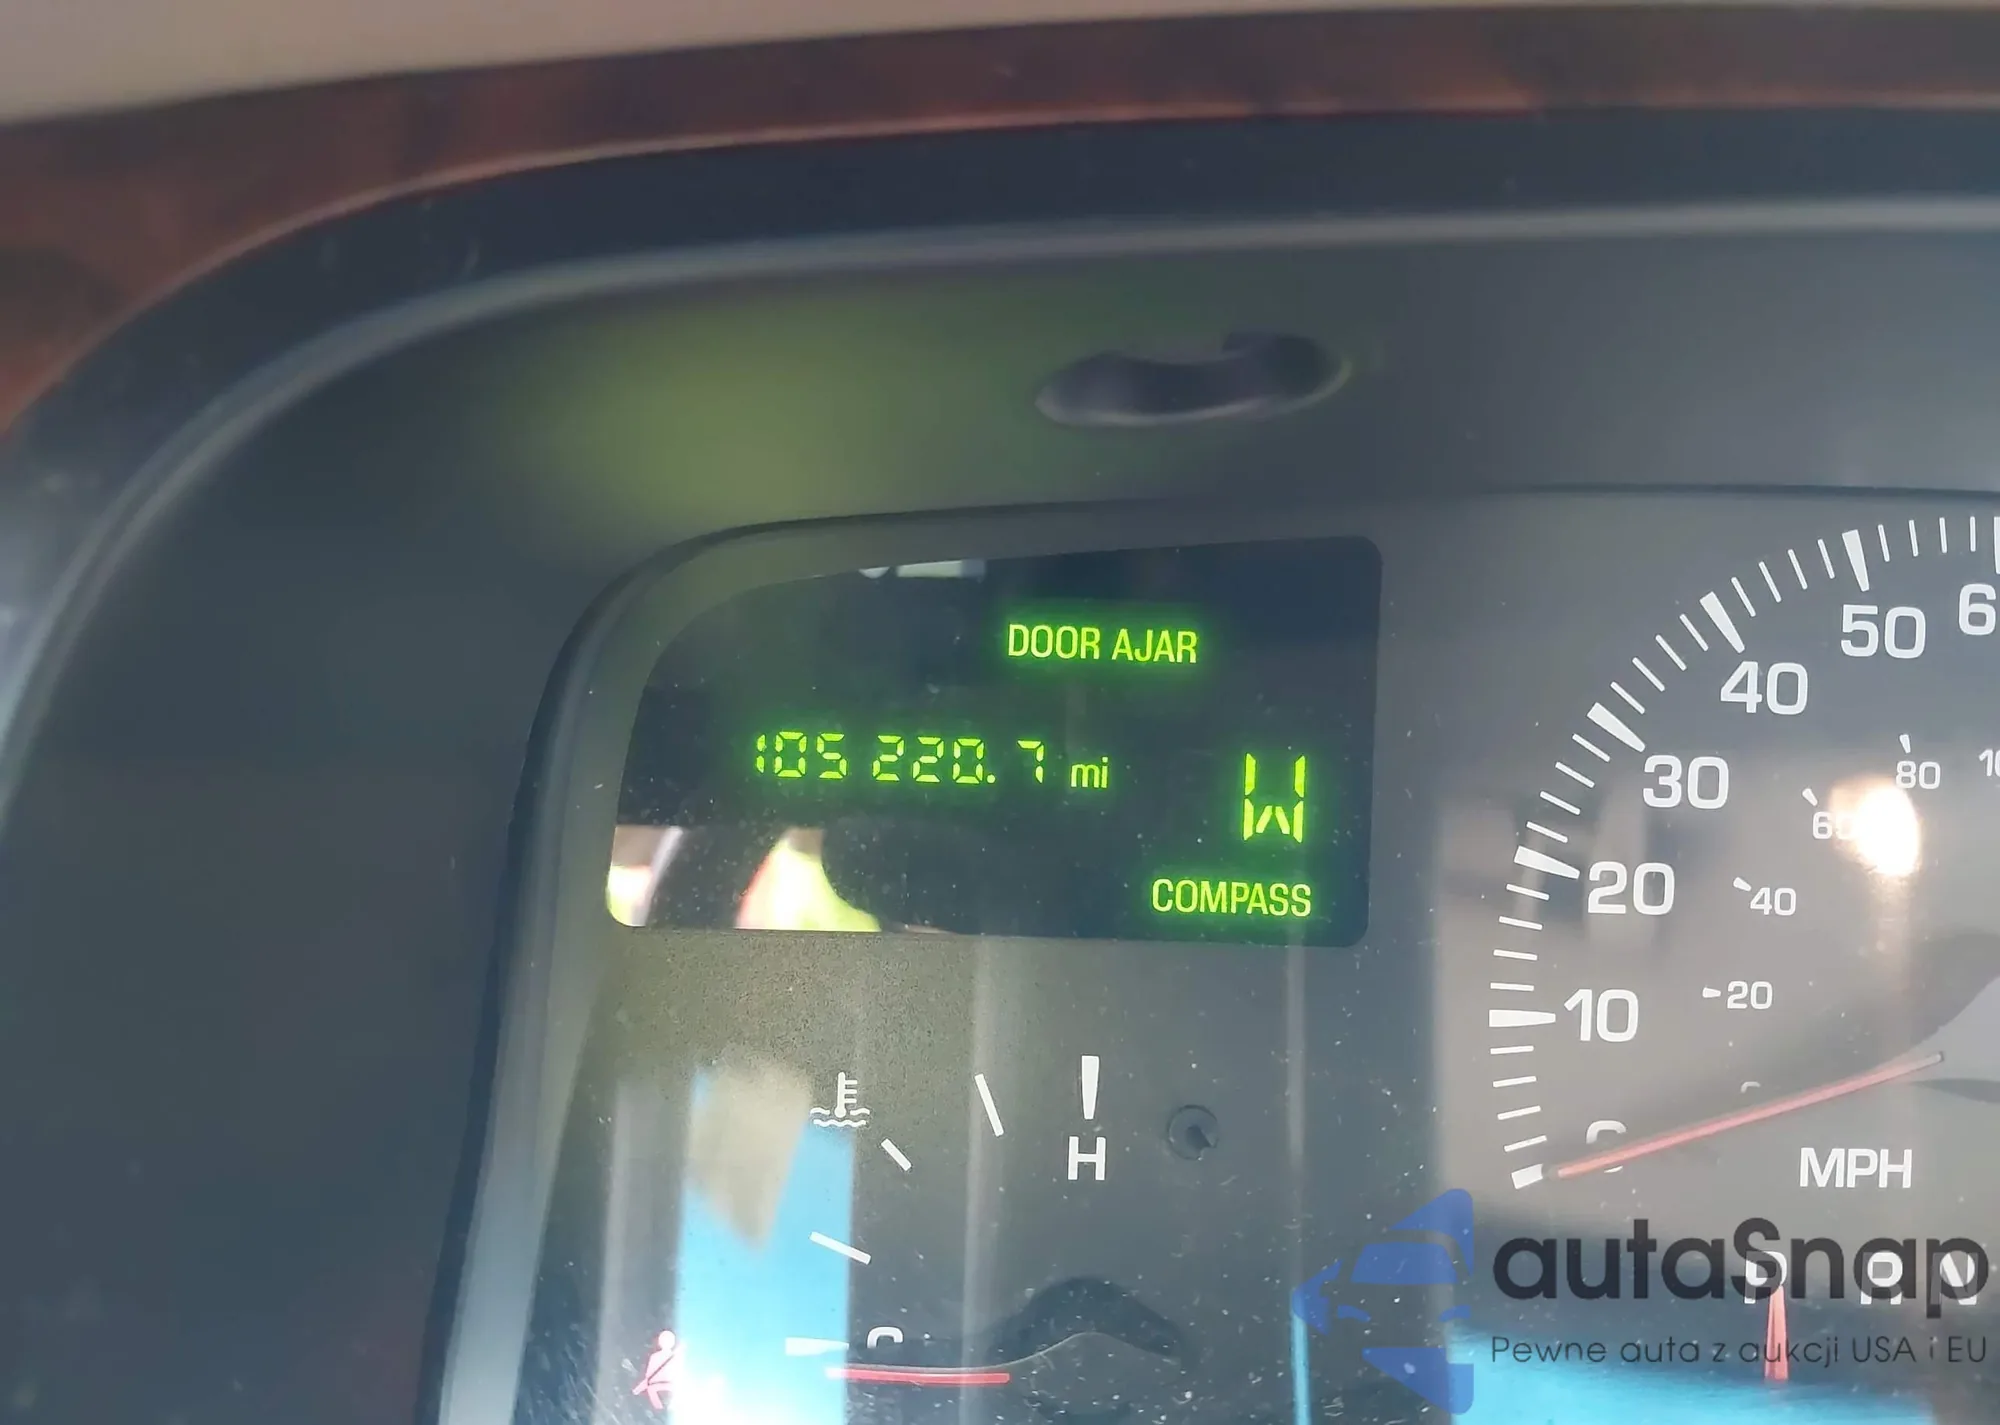 DOOR AJAR
105 220.7 mi
W
COMPASS
50
40
30
80
20
40
10
20
H
MPH
C
P R N
autaSnap
Pewne auta z aukcji USA i EU